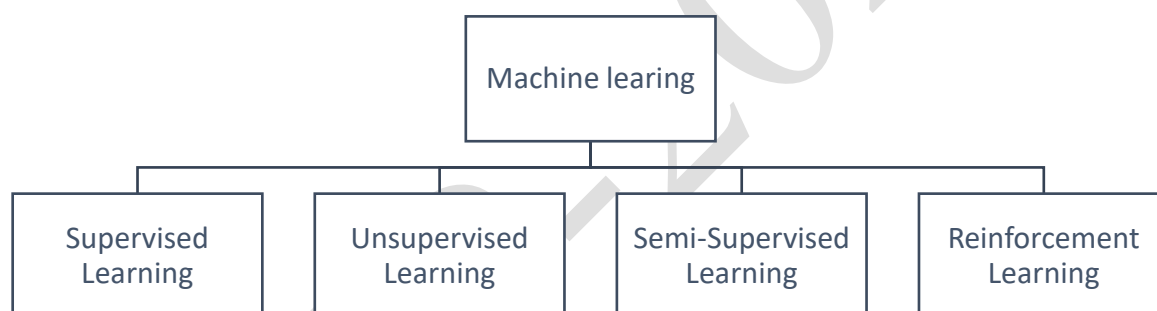 Machine learing
Supervised
Learning
Unsupervised
Learning
Semi-Supervised
Learning
Reinforcement
Learning